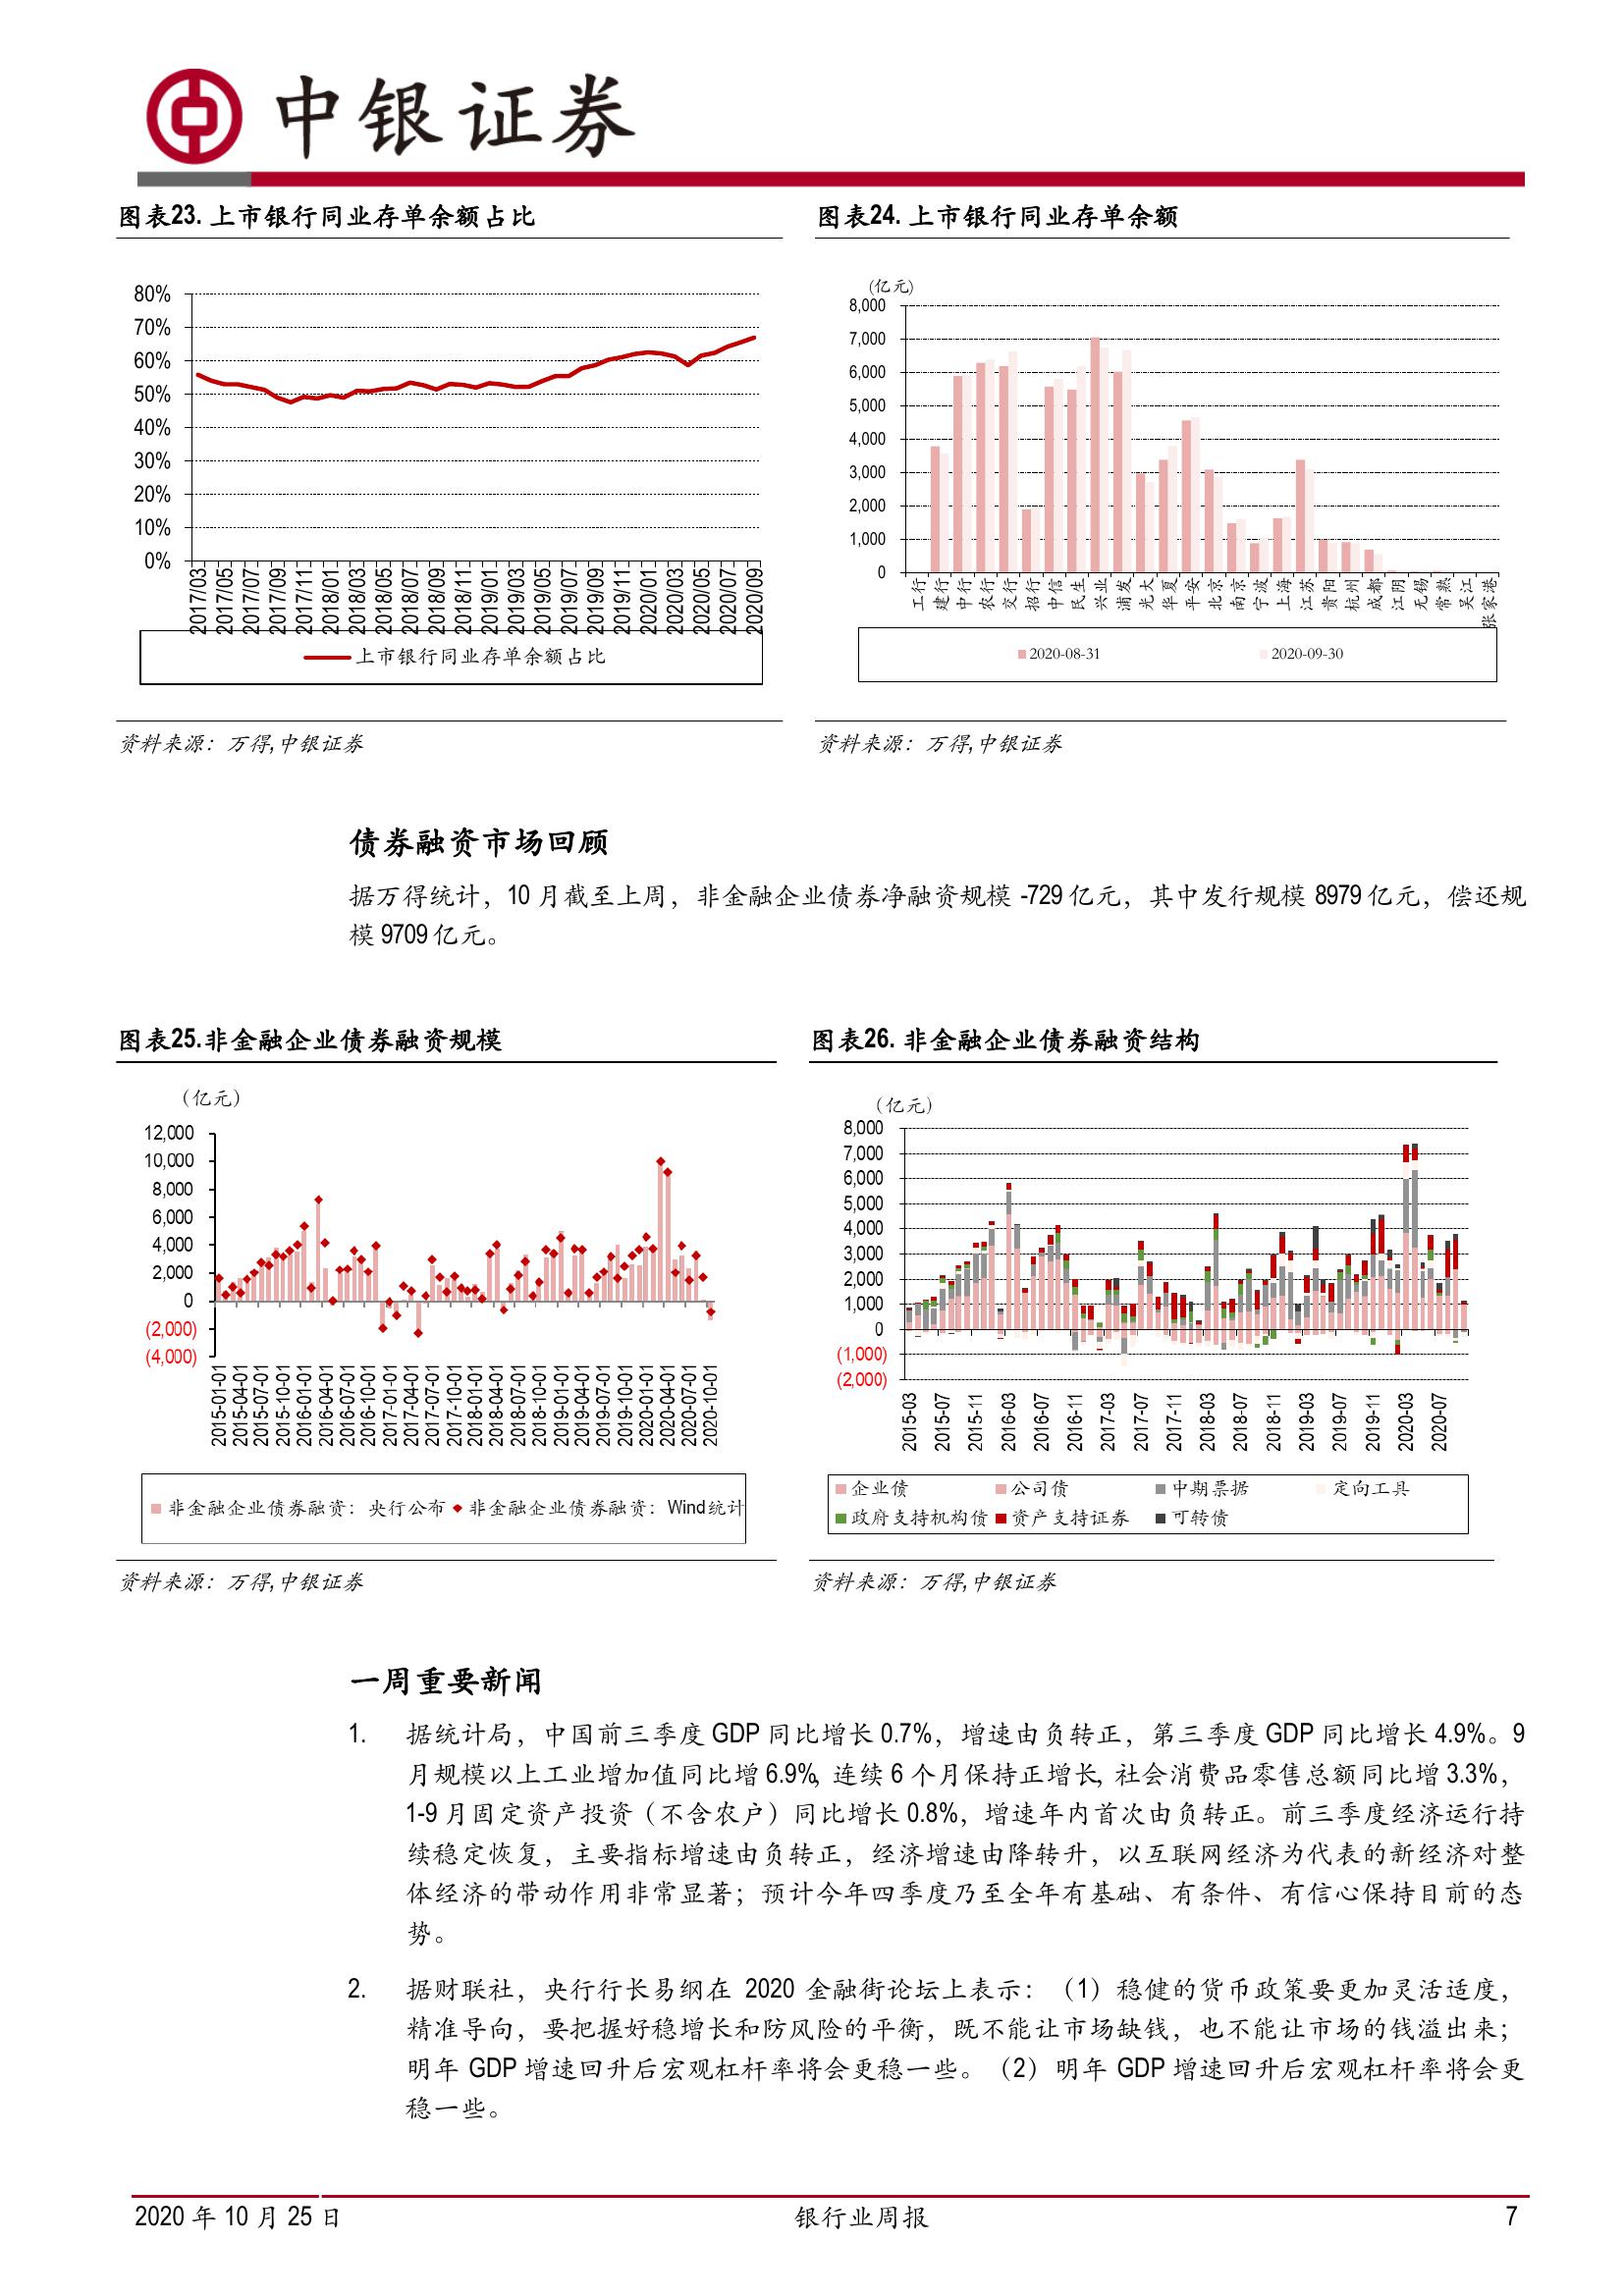 中银证券
图表23. 上市银行同业存单余额占比
80%
70%
60%
50%
40%
30%
20%
10%
0%
2017/03
2017/05
2017/07
2017/09
2017/11
2018/01
2018/03
2018/05
2018/07
2018/09
2018/11
2019/01
2019/03
2019/05
2019/07
2019/09
2019/11
2020/01
2020/03
2020/05
2020/07
2020/09
上市银行同业存单余额占比
资料来源：万得,中银证券
图表24. 上市银行同业存单余额
(亿元)
8,000
7,000
6,000
5,000
4,000
3,000
2,000
1,000
0
工行
建行
中行
农行
交行
招行
中信
民生
兴业
浦发
光大
华夏
平安
北京
南京
宁波
上海
江苏
贵阳
杭州
成都
江阴
无锡
常熟
吴江
张家港
2020-08-31 2020-09-30
资料来源：万得,中银证券
债券融资市场回顾
据万得统计，10 月截至上周，非金融企业债券净融资规模 -729 亿元，其中发行规模 8979 亿元，偿还规
模 9709 亿元。
图表25.非金融企业债券融资规模
（亿元）
12,000
10,000
8,000
6,000
4,000
2,000
0
(2,000)
(4,000)
2015-01-01
2015-04-01
2015-07-01
2015-10-01
2016-01-01
2016-04-01
2016-07-01
2016-10-01
2017-01-01
2017-04-01
2017-07-01
2017-10-01
2018-01-01
2018-04-01
2018-07-01
2018-10-01
2019-01-01
2019-04-01
2019-07-01
2019-10-01
2020-01-01
2020-04-01
2020-07-01
2020-10-01
非金融企业债券融资：央行公布 非金融企业债券融资：Wind统计
资料来源：万得,中银证券
图表26. 非金融企业债券融资结构
（亿元）
8,000
7,000
6,000
5,000
4,000
3,000
2,000
1,000
0
(1,000)
(2,000)
2015-03
2015-07
2015-11
2016-03
2016-07
2016-11
2017-03
2017-07
2017-11
2018-03
2018-07
2018-11
2019-03
2019-07
2019-11
2020-03
2020-07
企业债 公司债 中期票据 定向工具
政府支持机构债 资产支持证券 可转债
资料来源：万得,中银证券
一周重要新闻
1. 据统计局，中国前三季度 GDP 同比增长 0.7%，增速由负转正，第三季度 GDP 同比增长 4.9%。9
月规模以上工业增加值同比增 6.9%，连续 6 个月保持正增长，社会消费品零售总额同比增 3.3%，
1-9 月固定资产投资（不含农户）同比增长 0.8%，增速年内首次由负转正。前三季度经济运行持
续稳定恢复，主要指标增速由负转正，经济增速由降转升，以互联网经济为代表的新经济对整
体经济的带动作用非常显著；预计今年四季度乃至全年有基础、有条件、有信心保持目前的态
势。
2. 据财联社，央行行长易纲在 2020 金融街论坛上表示：（1）稳健的货币政策要更加灵活适度，
精准导向，要把握好稳增长和防风险的平衡，既不能让市场缺钱，也不能让市场的钱溢出来；
明年 GDP 增速回升后宏观杠杆率将会更稳一些。（2）明年 GDP 增速回升后宏观杠杆率将会更
稳一些。
2020 年 10 月 25 日 银行业周报 7